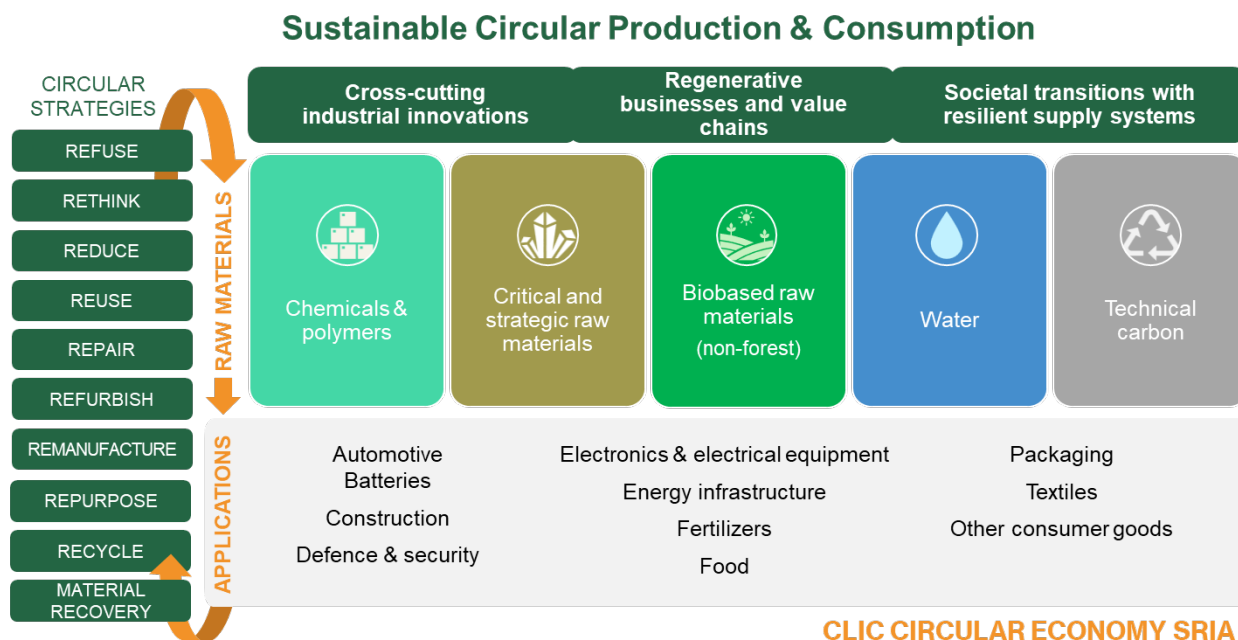 Sustainable Circular Production & Consumption
CIRCULAR
STRATEGIES
REFUSE
RETHINK
REDUCE
REUSE
REPAIR
REFURBISH
REMANUFACTURE
REPURPOSE
RECYCLE
MATERIAL
RECOVERY
Cross-cutting
industrial innovations
Regenerative
businesses and value
chains
Societal transitions with
resilient supply systems
RAW MATERIALS
Chemicals &
polymers
Critical and
strategic raw
materials
Biobased raw
materials
(non-forest)
Water
Technical
carbon
APPLICATIONS
Automotive
Batteries
Construction
Defence & security
Electronics & electrical equipment
Energy infrastructure
Fertilizers
Food
Packaging
Textiles
Other consumer goods
CLIC CIRCULAR ECONOMY SRIA